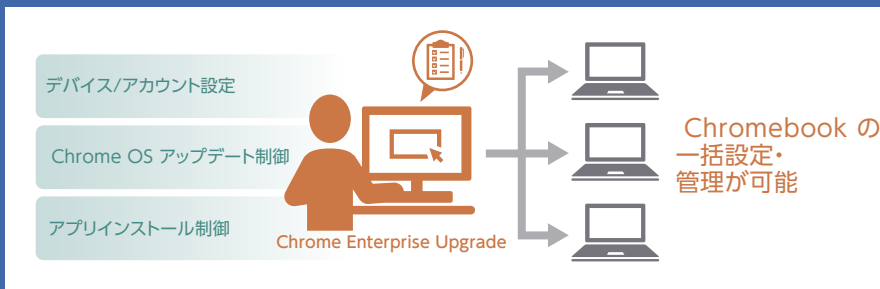 デバイス/アカウント設定
Chrome OS アップデート制御
アプリインストール制御
Chrome Enterprise Upgrade
Chromebook の
一括設定・
管理が可能